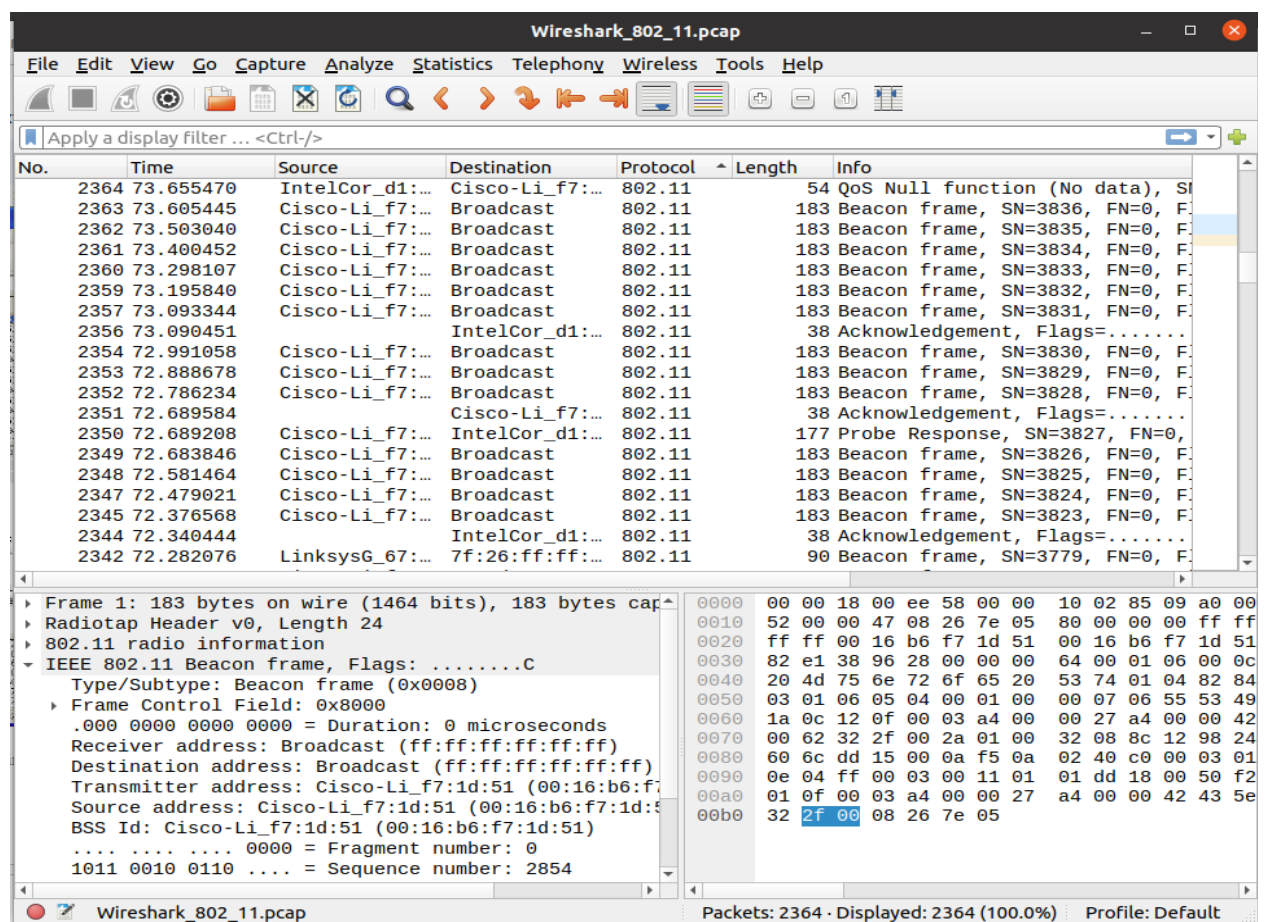 Wireshark_802_11.pcap
File Edit View Go Capture Analyze Statistics Telephony Wireless Tools Help
Apply a display filter … <Ctrl-/>
No. Time Source Destination Protocol Length Info
2364 73.655470 IntelCor_d1:… Cisco-Li_f7:… 802.11 54 QoS Null function (No data), S
2363 73.605445 Cisco-Li_f7:… Broadcast 802.11 183 Beacon frame, SN=3836, FN=0, F
2362 73.503040 Cisco-Li_f7:… Broadcast 802.11 183 Beacon frame, SN=3835, FN=0, F
2361 73.400452 Cisco-Li_f7:… Broadcast 802.11 183 Beacon frame, SN=3834, FN=0, F
2360 73.298107 Cisco-Li_f7:… Broadcast 802.11 183 Beacon frame, SN=3833, FN=0, F
2359 73.195840 Cisco-Li_f7:… Broadcast 802.11 183 Beacon frame, SN=3832, FN=0, F
2357 73.093344 Cisco-Li_f7:… Broadcast 802.11 183 Beacon frame, SN=3831, FN=0, F
2356 73.090451 IntelCor_d1:… 802.11 38 Acknowledgement, Flags=.......
2354 72.991058 Cisco-Li_f7:… Broadcast 802.11 183 Beacon frame, SN=3830, FN=0, F
2353 72.888678 Cisco-Li_f7:… Broadcast 802.11 183 Beacon frame, SN=3829, FN=0, F
2352 72.786234 Cisco-Li_f7:… Broadcast 802.11 183 Beacon frame, SN=3828, FN=0, F
2351 72.689584 Cisco-Li_f7:… 802.11 38 Acknowledgement, Flags=.......
2350 72.689208 Cisco-Li_f7:… IntelCor_d1:… 802.11 177 Probe Response, SN=3827, FN=0,
2349 72.683846 Cisco-Li_f7:… Broadcast 802.11 183 Beacon frame, SN=3826, FN=0, F
2348 72.581464 Cisco-Li_f7:… Broadcast 802.11 183 Beacon frame, SN=3825, FN=0, F
2347 72.479021 Cisco-Li_f7:… Broadcast 802.11 183 Beacon frame, SN=3824, FN=0, F
2345 72.376568 Cisco-Li_f7:… Broadcast 802.11 183 Beacon frame, SN=3823, FN=0, F
2344 72.340444 IntelCor_d1:… 802.11 38 Acknowledgement, Flags=.......
2342 72.282076 LinksysG_67:… 7f:26:ff:ff:… 802.11 90 Beacon frame, SN=3779, FN=0, F
Frame 1: 183 bytes on wire (1464 bits), 183 bytes cap
Radiotap Header v0, Length 24
802.11 radio information
IEEE 802.11 Beacon frame, Flags: ........C
Type/Subtype: Beacon frame (0x0008)
Frame Control Field: 0x8000
.000 0000 0000 0000 = Duration: 0 microseconds
Receiver address: Broadcast (ff:ff:ff:ff:ff:ff)
Destination address: Broadcast (ff:ff:ff:ff:ff:ff)
Transmitter address: Cisco-Li_f7:1d:51 (00:16:b6:f7
Source address: Cisco-Li_f7:1d:51 (00:16:b6:f7:1d:5
BSS Id: Cisco-Li_f7:1d:51 (00:16:b6:f7:1d:51)
.... .... .... 0000 = Fragment number: 0
1011 0010 0110 .... = Sequence number: 2854
0000 00 00 18 00 ee 58 00 00 10 02 85 09 a0 00
0010 52 00 00 47 08 26 7e 05 80 00 00 00 ff ff
0020 ff ff 00 16 b6 f7 1d 51 00 16 b6 f7 1d 51
0030 82 e1 38 96 28 00 00 00 64 00 01 06 00 0c
0040 20 4d 75 6e 72 6f 65 20 53 74 01 04 82 84
0050 03 01 06 05 04 00 01 00 00 07 06 55 53 49
0060 1a 0c 12 0f 00 03 a4 00 00 27 a4 00 00 42
0070 00 62 32 2f 00 2a 01 00 32 08 8c 12 98 24
0080 60 6c dd 15 00 0a f5 0a 02 40 c0 00 03 01
0090 0e 04 ff 00 03 00 11 01 01 dd 18 00 50 f2
00a0 01 0f 00 03 a4 00 00 27 a4 00 00 42 43 5e
00b0 32 2f 00 08 26 7e 05
Wireshark_802_11.pcap Packets: 2364 · Displayed: 2364 (100.0%) Profile: Default